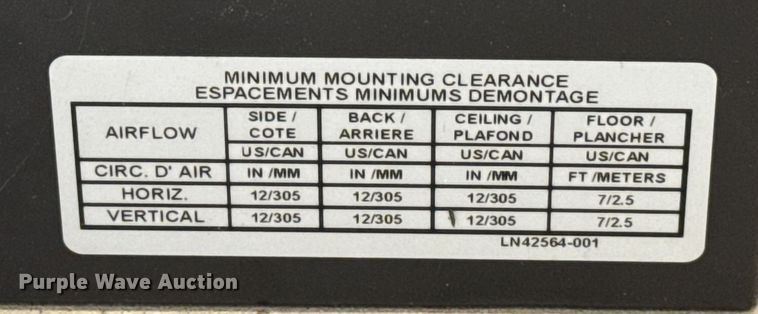 MINIMUM MOUNTING CLEARANCE
ESPACEMENTS MINIMUMS DEMONTAGE
AIRFLOW SIDE / COTE BACK / ARRIERE CEILING / PLAFOND FLOOR / PLANCHER
US/CAN US/CAN US/CAN US/CAN
CIRC. D' AIR IN /MM IN /MM IN /MM FT /METERS
HORIZ. 12/305 12/305 12/305 7/2.5
VERTICAL 12/305 12/305 12/305 7/2.5
LN42564-001
Purple Wave Auction